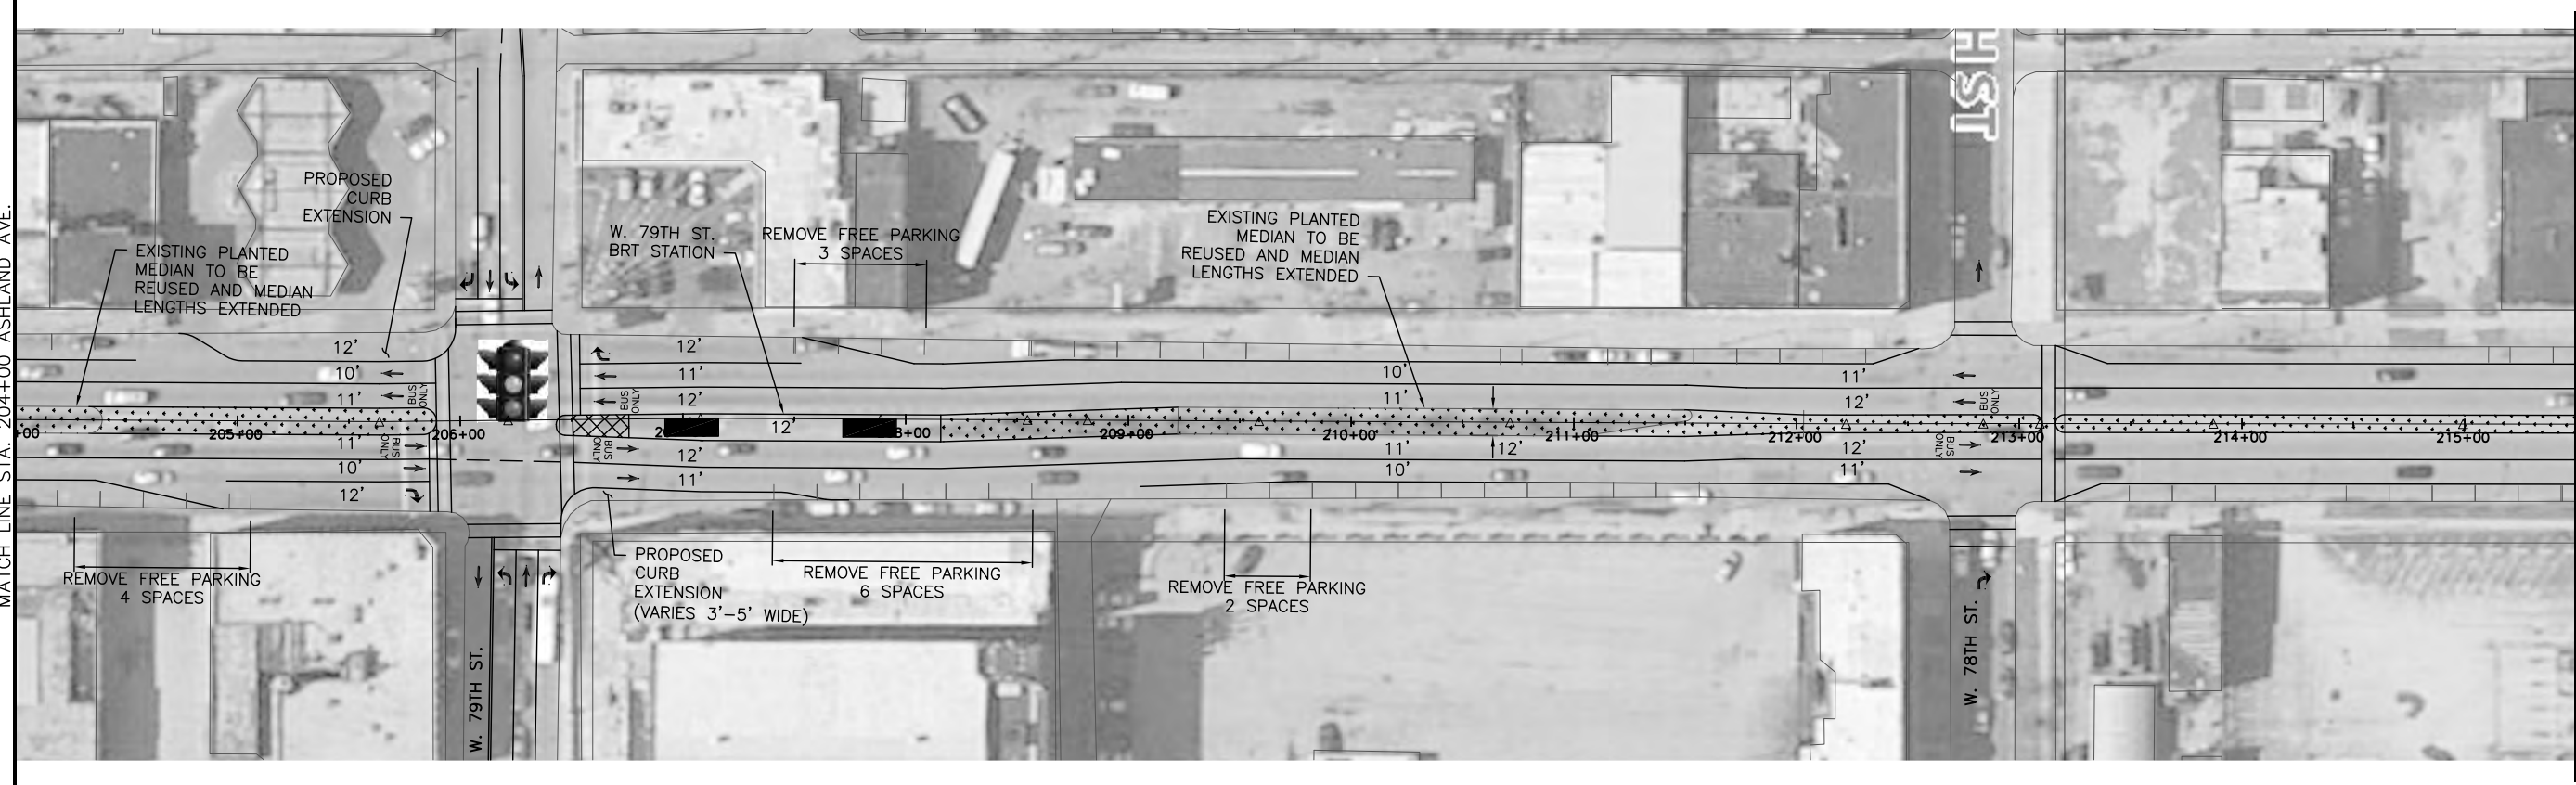 MATCH LINE STA. 204+00 ASHLAND AVE.
H ST
PROPOSED
CURB
EXTENSION
EXISTING PLANTED
MEDIAN TO BE
REUSED AND MEDIAN
LENGTHS EXTENDED
W. 79TH ST.
BRT STATION
REMOVE FREE PARKING
3 SPACES
EXISTING PLANTED
MEDIAN TO BE
REUSED AND MEDIAN
LENGTHS EXTENDED
12'
10'
11'
BUS
ONLY
12'
11'
12'
BUS
ONLY
10'
11'
11'
12'
BUS
ONLY
+00
205+00
206+00
12'
8+00
209+00
210+00
211+00
212+00
213+00
214+00
215+00
11'
10'
12'
BUS
ONLY
BUS
ONLY
12'
11'
11'
12'
10'
12'
11'
BUS
ONLY
REMOVE FREE PARKING
4 SPACES
PROPOSED
CURB
EXTENSION
(VARIES 3'-5' WIDE)
REMOVE FREE PARKING
6 SPACES
REMOVE FREE PARKING
2 SPACES
W. 79TH ST.
W. 78TH ST.